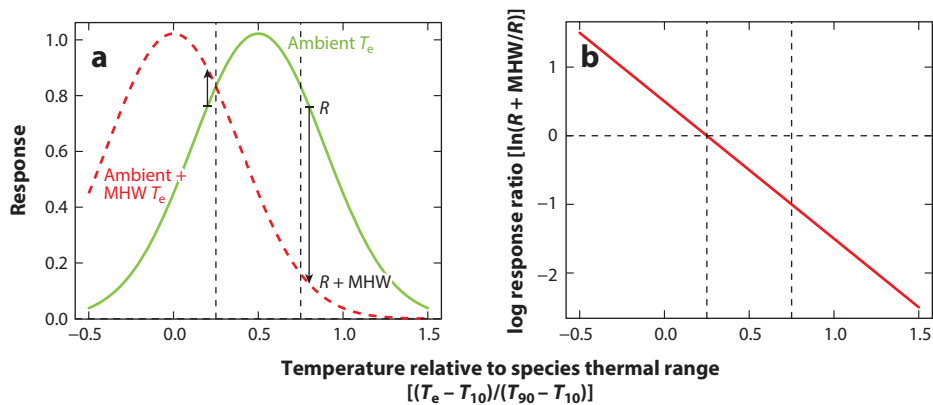 a
Ambient Te
R
Ambient +
MHW Te
R + MHW
Response
1.0
0.8
0.6
0.4
0.2
0.0
−0.5
0.0
0.5
1.0
1.5
b
log response ratio [ln(R + MHW/R)]
1
0
−1
−2
−0.5
0.0
0.5
1.0
1.5
Temperature relative to species thermal range
[(Te – T10)/(T90 – T10)]